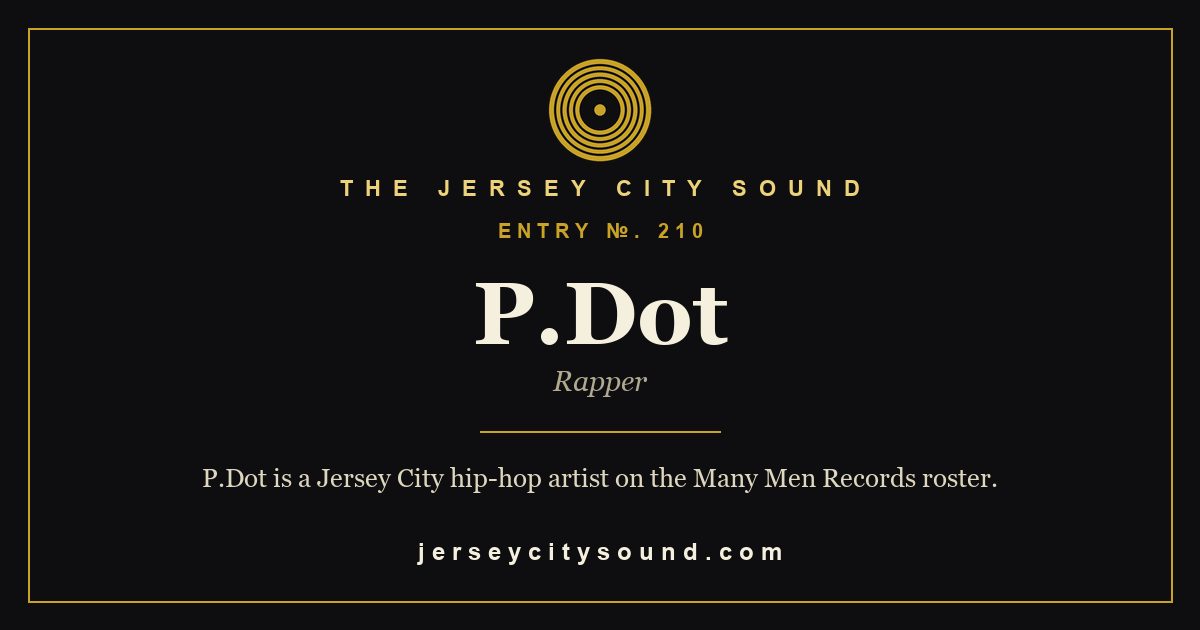 THE JERSEY CITY SOUND
ENTRY №. 210
P.Dot
Rapper
P.Dot is a Jersey City hip-hop artist on the Many Men Records roster.
jerseycitysound.com